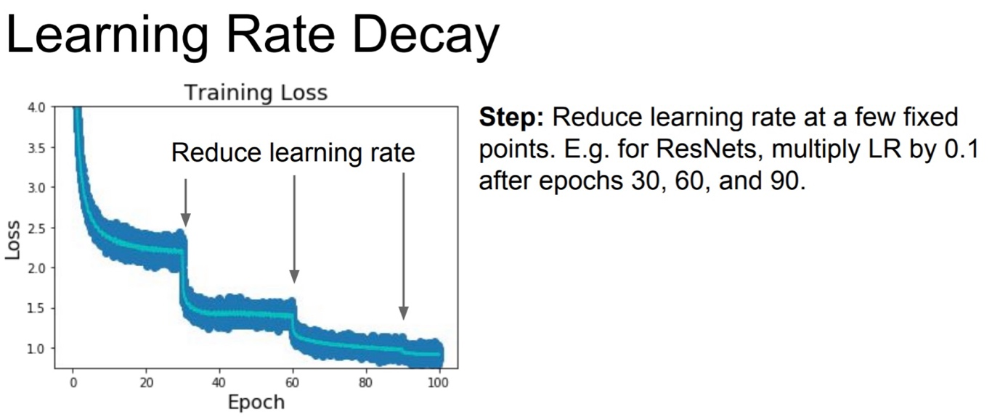 Learning Rate Decay
Training Loss
Reduce learning rate
Loss
4.0
3.5
3.0
2.5
2.0
1.5
1.0
0 20 40 60 80 100
Epoch
Step: Reduce learning rate at a few fixed
points. E.g. for ResNets, multiply LR by 0.1
after epochs 30, 60, and 90.